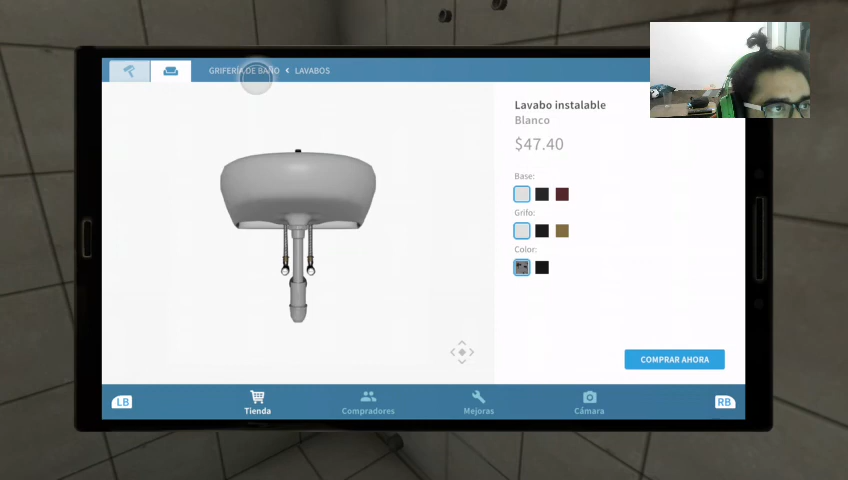 GRIFERÍA DE BAÑO < LAVABOS
Lavabo instalable
Blanco
$47.40
Base:
Grifo:
Color:
COMPRAR AHORA
LB
Tienda
Compradores
Mejoras
Cámara
RB